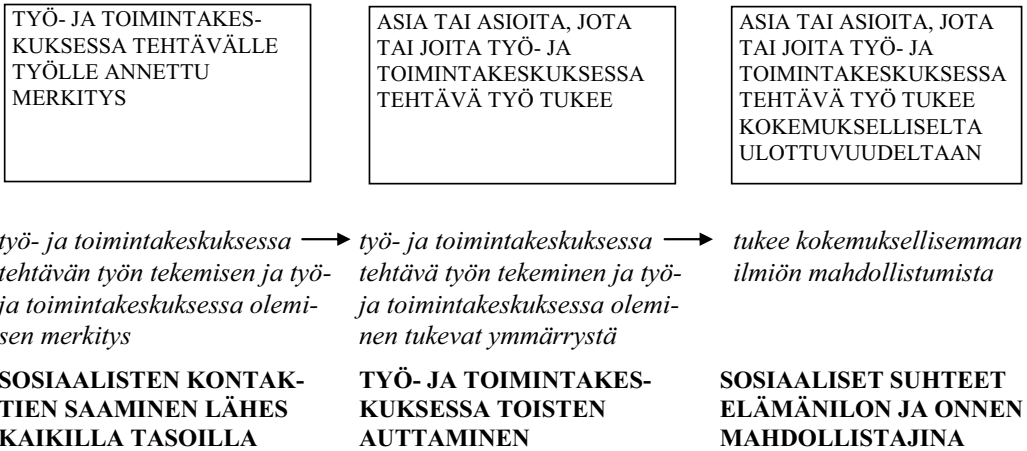 TYÖ- JA TOIMINTAKES-
KUKSESSA TEHTÄVÄLLE
TYÖLLE ANNETTU
MERKITYS
ASIA TAI ASIOITA, JOTA
TAI JOITA TYÖ- JA
TOIMINTAKESKUKSESSA
TEHTÄVÄ TYÖ TUKEE
ASIA TAI ASIOITA, JOTA
TAI JOITA TYÖ- JA
TOIMINTAKESKUKSESSA
TEHTÄVÄ TYÖ TUKEE
KOKEMUKSELLISELTA
ULOTTUVUUDELTAAN
työ- ja toimintakeskuksessa
tehtävän työn tekemisen ja työ-
ja toimintakeskuksessa olemi-
sen merkitys
työ- ja toimintakeskuksessa
tehtävä työn tekeminen ja työ-
ja toimintakeskuksessa olemi-
nen tukevat ymmärrystä
tukee kokemuksellisemman
ilmiön mahdollistumista
SOSIAALISTEN KONTAK-
TIEN SAAMINEN LÄHES
KAIKILLA TASOILLA
TYÖ- JA TOIMINTAKES-
KUKSESSA TOISTEN
AUTTAMINEN
SOSIAALISET SUHTEET
ELÄMÄNILON JA ONNEN
MAHDOLLISTAJINA